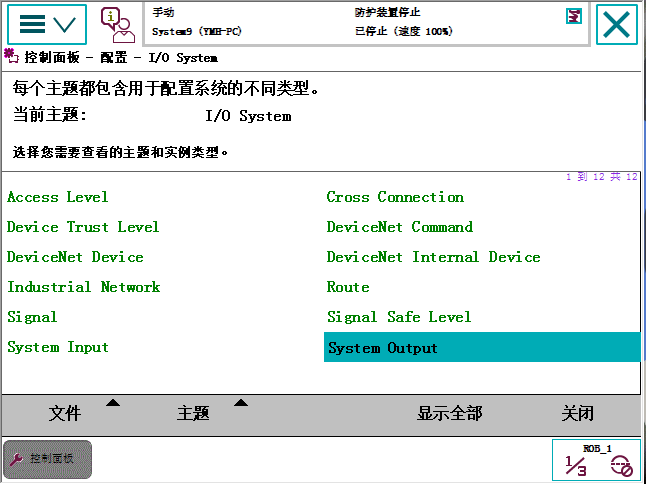 手动 防护装置停止
System9 (YMH-PC) 已停止 (速度 100%)
控制面板 - 配置 - I/O System
每个主题都包含用于配置系统的不同类型。
当前主题: I/O System
选择您需要查看的主题和实例类型。
1 到 12 共 12
Access Level Cross Connection
Device Trust Level DeviceNet Command
DeviceNet Device DeviceNet Internal Device
Industrial Network Route
Signal Signal Safe Level
System Input System Output
文件 主题 显示全部 关闭
控制面板 ROB_1
1/3